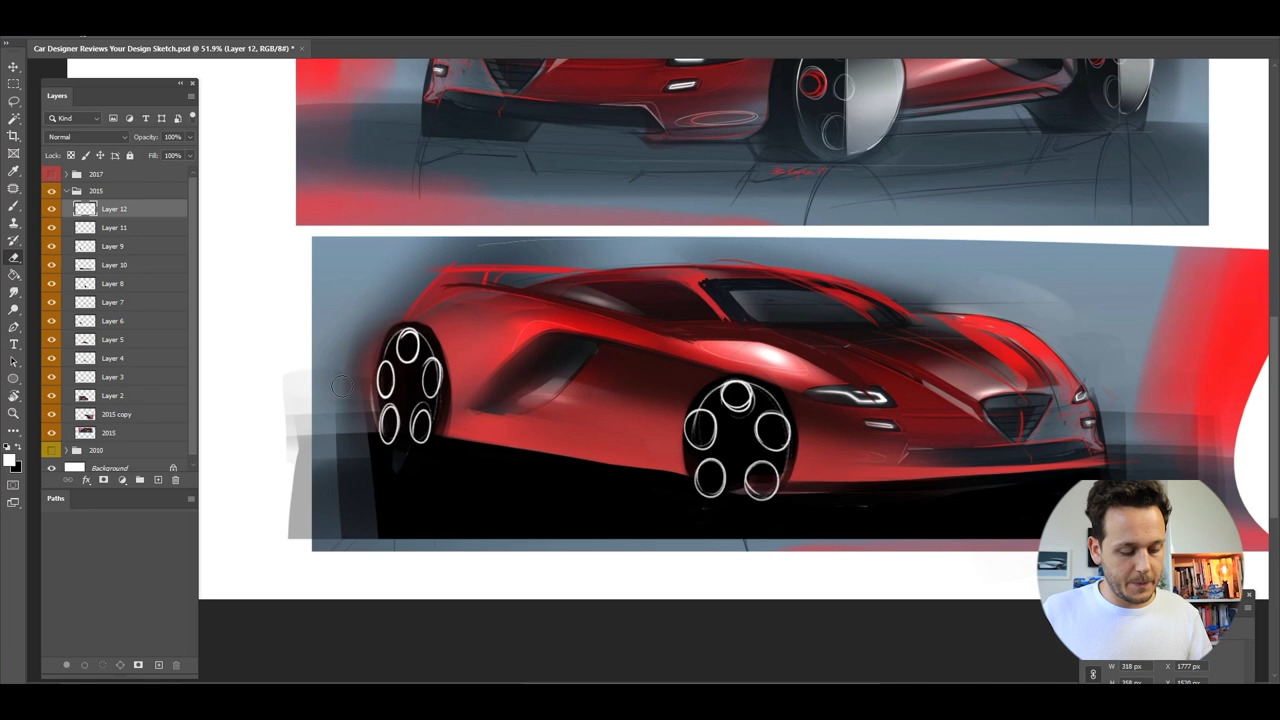 Car Designer Reviews Your Design Sketch.psd @ 51.9% (Layer 12, RGB/8#) *
Layers
Kind
Normal
Opacity: 100%
Lock:
Fill: 100%
2017
2015
Layer 12
Layer 11
Layer 9
Layer 10
Layer 8
Layer 7
Layer 6
Layer 5
Layer 4
Layer 3
Layer 2
2015 copy
2015
2010
Background
fx
Paths
W 318 px X 1777 px